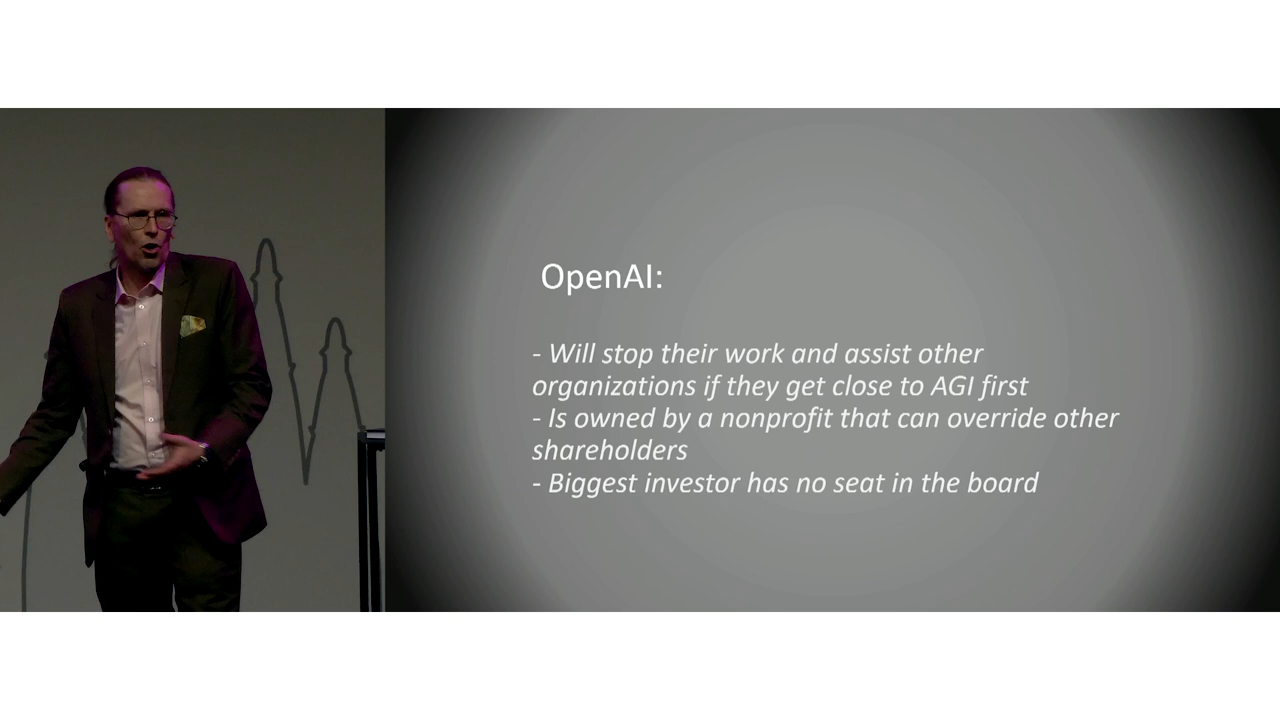 OpenAI:
- Will stop their work and assist other
organizations if they get close to AGI first
- Is owned by a nonprofit that can override other
shareholders
- Biggest investor has no seat in the board